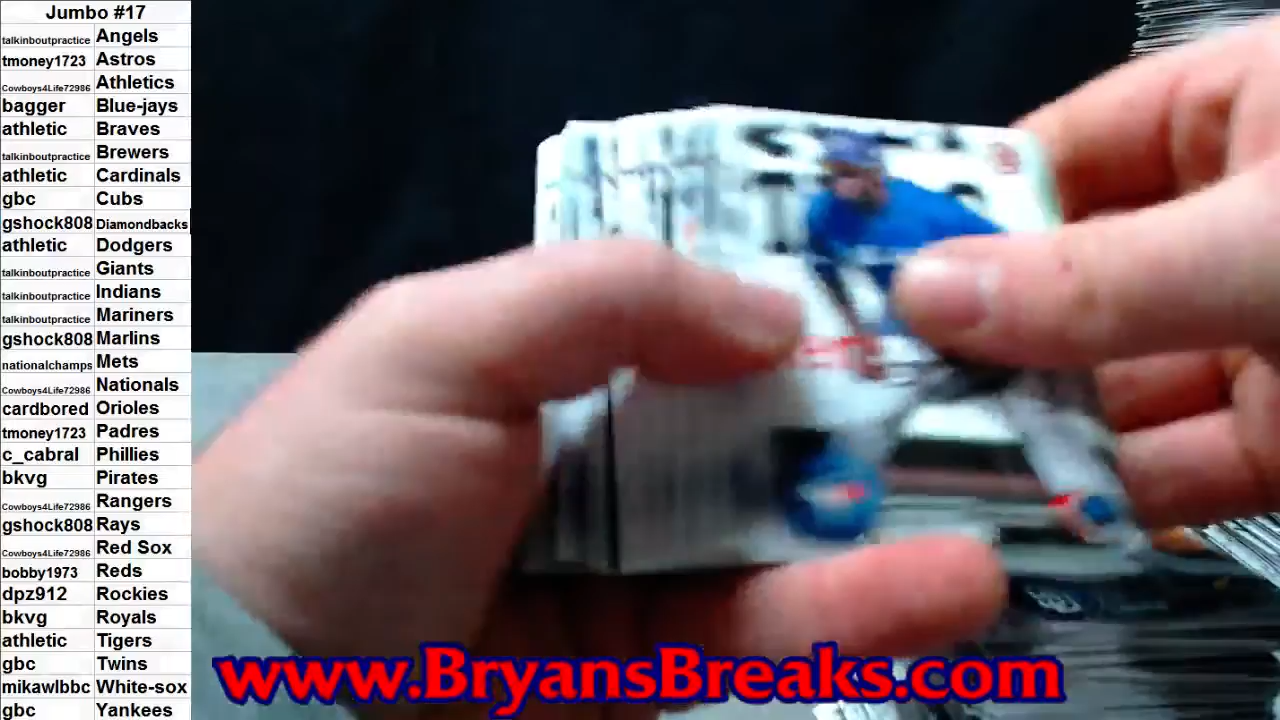 Jumbo #17
talkinboutpractice Angels
tmoney1723 Astros
Cowboys4Life72986 Athletics
bagger Blue-jays
athletic Braves
talkinboutpractice Brewers
athletic Cardinals
gbc Cubs
gshock808 Diamondbacks
athletic Dodgers
talkinboutpractice Giants
talkinboutpractice Indians
talkinboutpractice Mariners
gshock808 Marlins
nationalchamps Mets
Cowboys4Life72986 Nationals
cardbored Orioles
tmoney1723 Padres
c_cabral Phillies
bkvg Pirates
Cowboys4Life72986 Rangers
gshock808 Rays
Cowboys4Life72986 Red Sox
bobby1973 Reds
dpz912 Rockies
bkvg Royals
athletic Tigers
gbc Twins
mikawlbbc White-sox
gbc Yankees
www.BryansBreaks.com